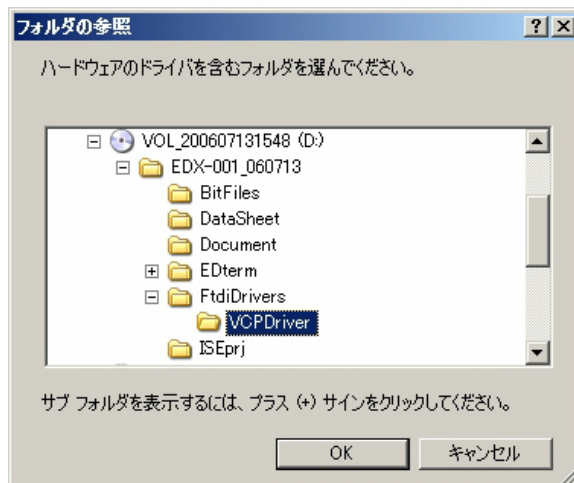 フォルダの参照
ハードウェアのドライバを含むフォルダを選んでください。
VOL_200607131548 (D:)
EDX-001_060713
BitFiles
DataSheet
Document
EDterm
FtdiDrivers
VCPDriver
ISEprj
サブ フォルダを表示するには、プラス (+) サインをクリックしてください。
OK
キャンセル